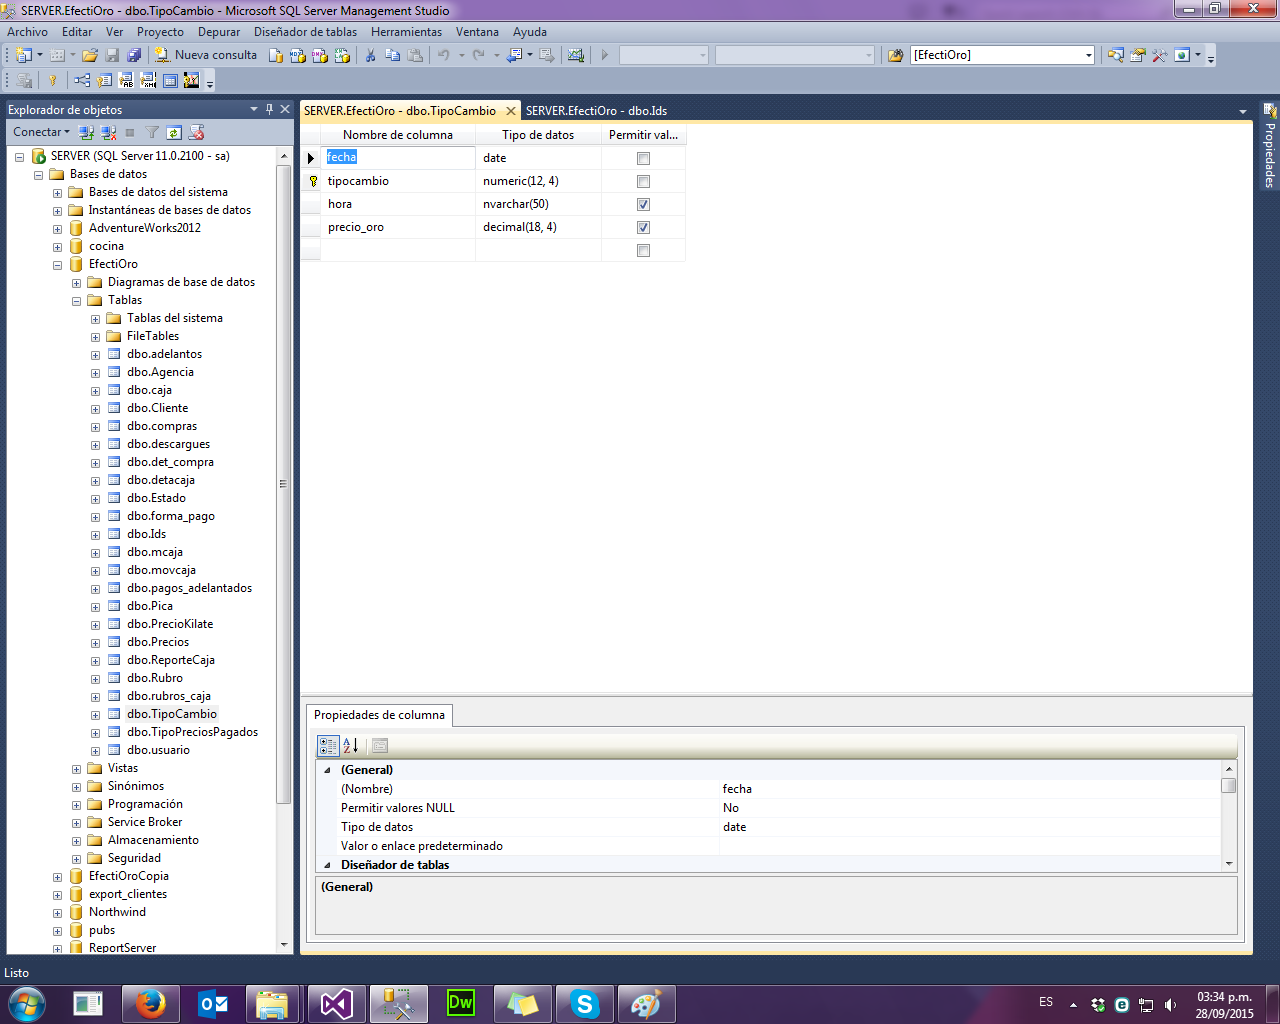 SERVER.EfectiOro - dbo.TipoCambio - Microsoft SQL Server Management Studio
Archivo Editar Ver Proyecto Depurar Diseñador de tablas Herramientas Ventana Ayuda
Nueva consulta [EfectiOro]
Explorador de objetos
Conectar
SERVER (SQL Server 11.0.2100 - sa)
Bases de datos
Bases de datos del sistema
Instantáneas de bases de datos
AdventureWorks2012
cocina
EfectiOro
Diagramas de base de datos
Tablas
Tablas del sistema
FileTables
dbo.adelantos
dbo.Agencia
dbo.caja
dbo.Cliente
dbo.compras
dbo.descargues
dbo.det_compra
dbo.detacaja
dbo.Estado
dbo.forma_pago
dbo.Ids
dbo.mcaja
dbo.movcaja
dbo.pagos_adelantados
dbo.Pica
dbo.PrecioKilate
dbo.Precios
dbo.ReporteCaja
dbo.Rubro
dbo.rubros_caja
dbo.TipoCambio
dbo.TipoPreciosPagados
dbo.usuario
Vistas
Sinónimos
Programación
Service Broker
Almacenamiento
Seguridad
EfectiOroCopia
export_clientes
Northwind
pubs
ReportServer
SERVER.EfectiOro - dbo.TipoCambio SERVER.EfectiOro - dbo.Ids
Nombre de columna Tipo de datos Permitir val...
fecha date
tipocambio numeric(12, 4)
hora nvarchar(50)
precio_oro decimal(18, 4)
Propiedades de columna
(General)
(Nombre) fecha
Permitir valores NULL No
Tipo de datos date
Valor o enlace predeterminado
Diseñador de tablas
(General)
Propiedades
Listo
Dw
ES
03:34 p.m.
28/09/2015